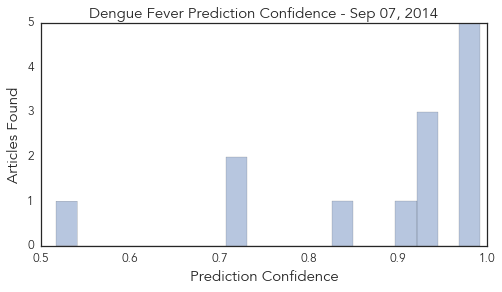 Dengue Fever Prediction Confidence - Sep 07, 2014
5
4
3
2
1
0
Articles Found
0.5 0.6 0.7 0.8 0.9 1.0
Prediction Confidence